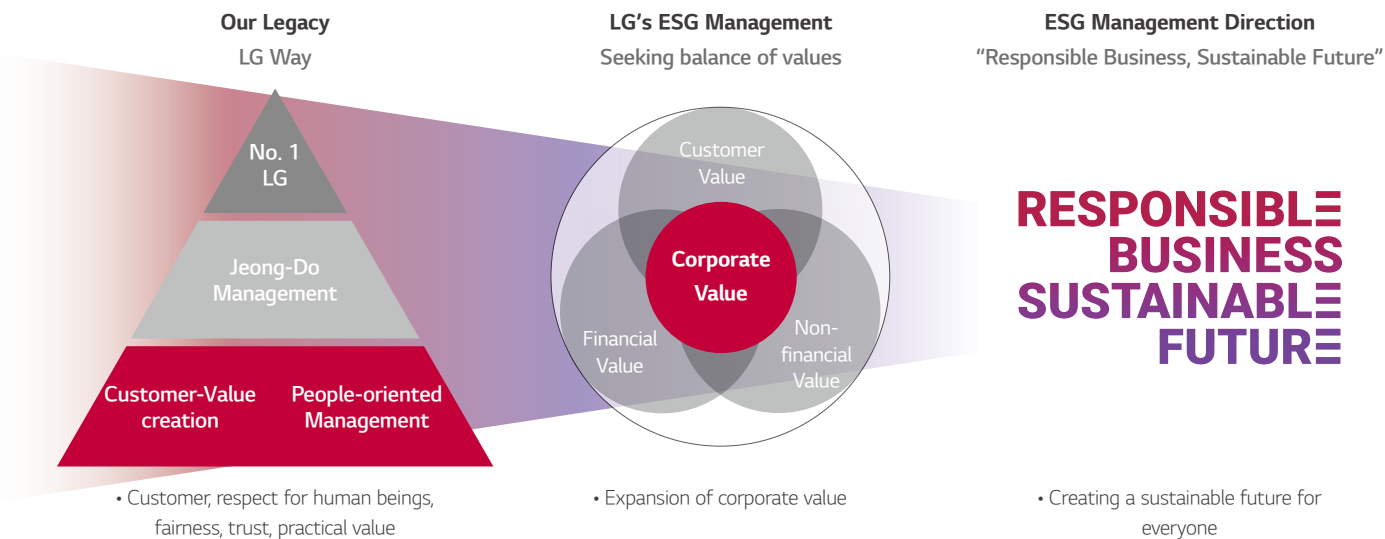 Our Legacy
LG Way
No. 1
LG
Jeong-Do
Management
Customer-Value
creation
People-oriented
Management
• Customer, respect for human beings,
fairness, trust, practical value
LG's ESG Management
Seeking balance of values
Customer
Value
Corporate
Value
Financial
Value
Non-
financial
Value
• Expansion of corporate value
ESG Management Direction
“Responsible Business, Sustainable Future”
RESPONSIBLE
BUSINESS
SUSTAINABLE
FUTURE
• Creating a sustainable future for
everyone